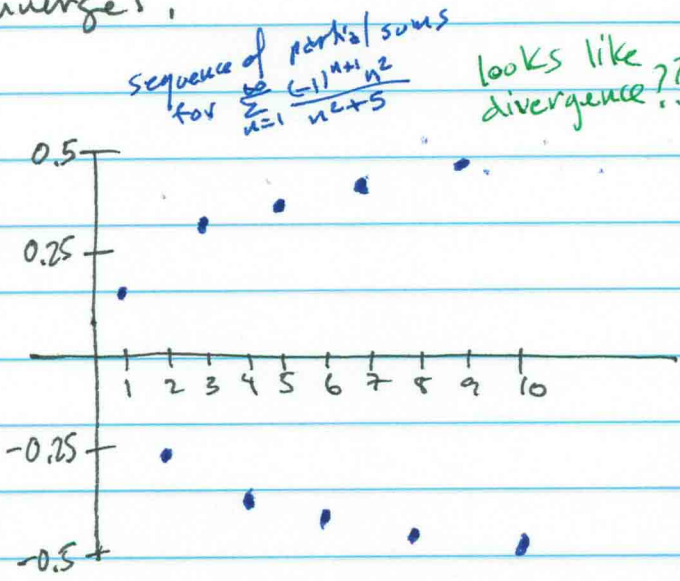 sequence of partial sums
for ∞ Σ n=1 (-1)^{n+1} n^2 / n^2+5
looks like
divergence??
0.5
0.25
1 2 3 4 5 6 7 8 9 10
-0.25
-0.5